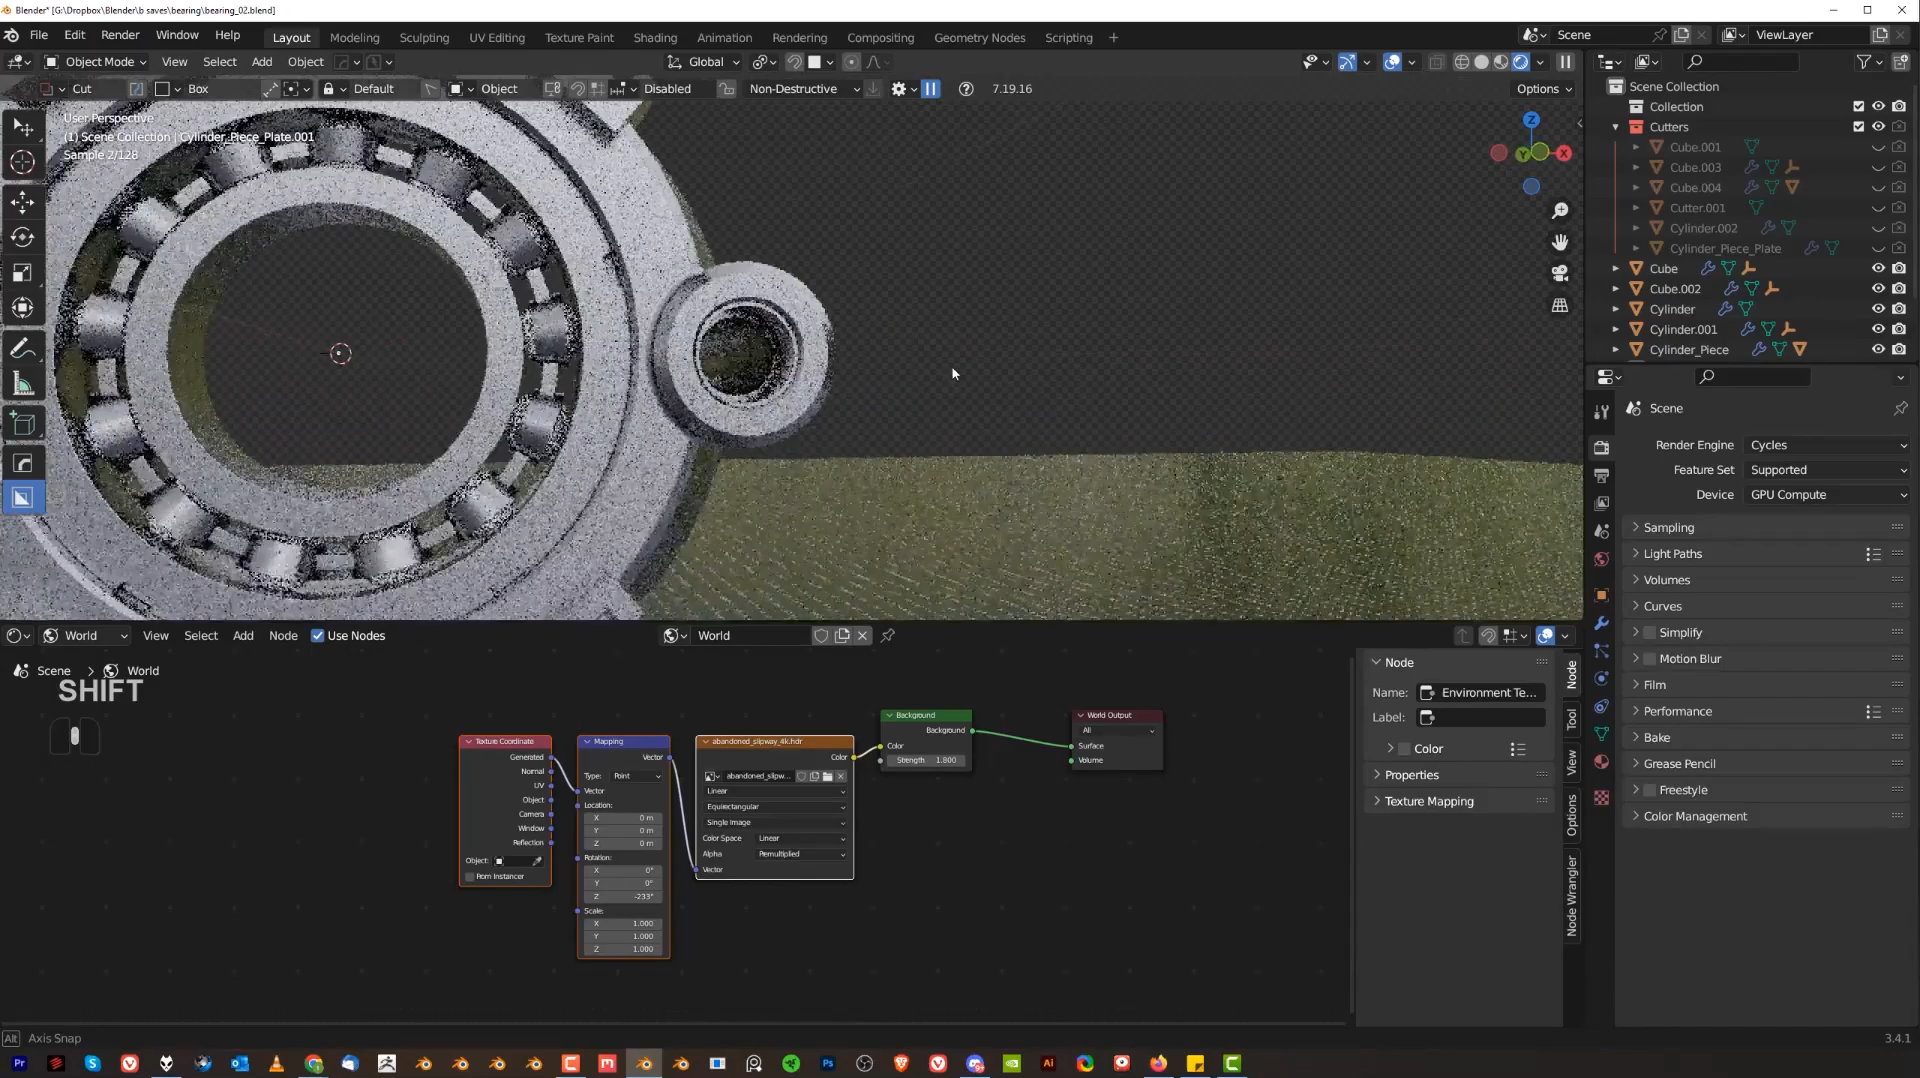 Blender* [G:\Dropbox\Blender\b saves\bearing\bearing_02.blend]
File Edit Render Window Help Layout Modeling Sculpting UV Editing Texture Paint Shading Animation Rendering Compositing Geometry Nodes Scripting Scene ViewLayer
Object Mode View Select Add Object Global
Cut Box Default Object Disabled Non-Destructive 7.19.16 Options
User Perspective
(1) Scene Collection | Cylinder_Piece_Plate.001
Sample 2/128
Z
Y
X
Scene Collection
Collection
Cutters
Cube.001
Cube.003
Cube.004
Cutter.001
Cylinder.002
Cylinder_Piece_Plate
Cube
Cube.002
Cylinder
Cylinder.001
Cylinder_Piece
Scene
Render Engine Cycles
Feature Set Supported
Device GPU Compute
Sampling
Light Paths
Volumes
Curves
Simplify
Motion Blur
Film
Performance
Bake
Grease Pencil
Freestyle
Color Management
World View Select Add Node Use Nodes World
Scene > World
SHIFT
Texture Coordinate
Generated
Normal
UV
Object
Camera
Window
Reflection
Object:
From Instancer
Mapping
Vector
Type: Point
Vector
Location:
X 0 m
Y 0 m
Z 0 m
Rotation:
X 0°
Y 0°
Z -233°
Scale:
X 1.000
Y 1.000
Z 1.000
abandoned_slipway_4k.hdr
Color
abandoned_slipw...
Linear
Equirectangular
Single Image
Color Space Linear
Alpha Premultiplied
Vector
Background
Background
Color
Strength 1.800
World Output
All
Surface
Volume
Node
Name: Environment Te...
Label:
Color
Properties
Texture Mapping
Node
Tool
View
Options
Node Wrangler
Alt Axis Snap
3.4.1